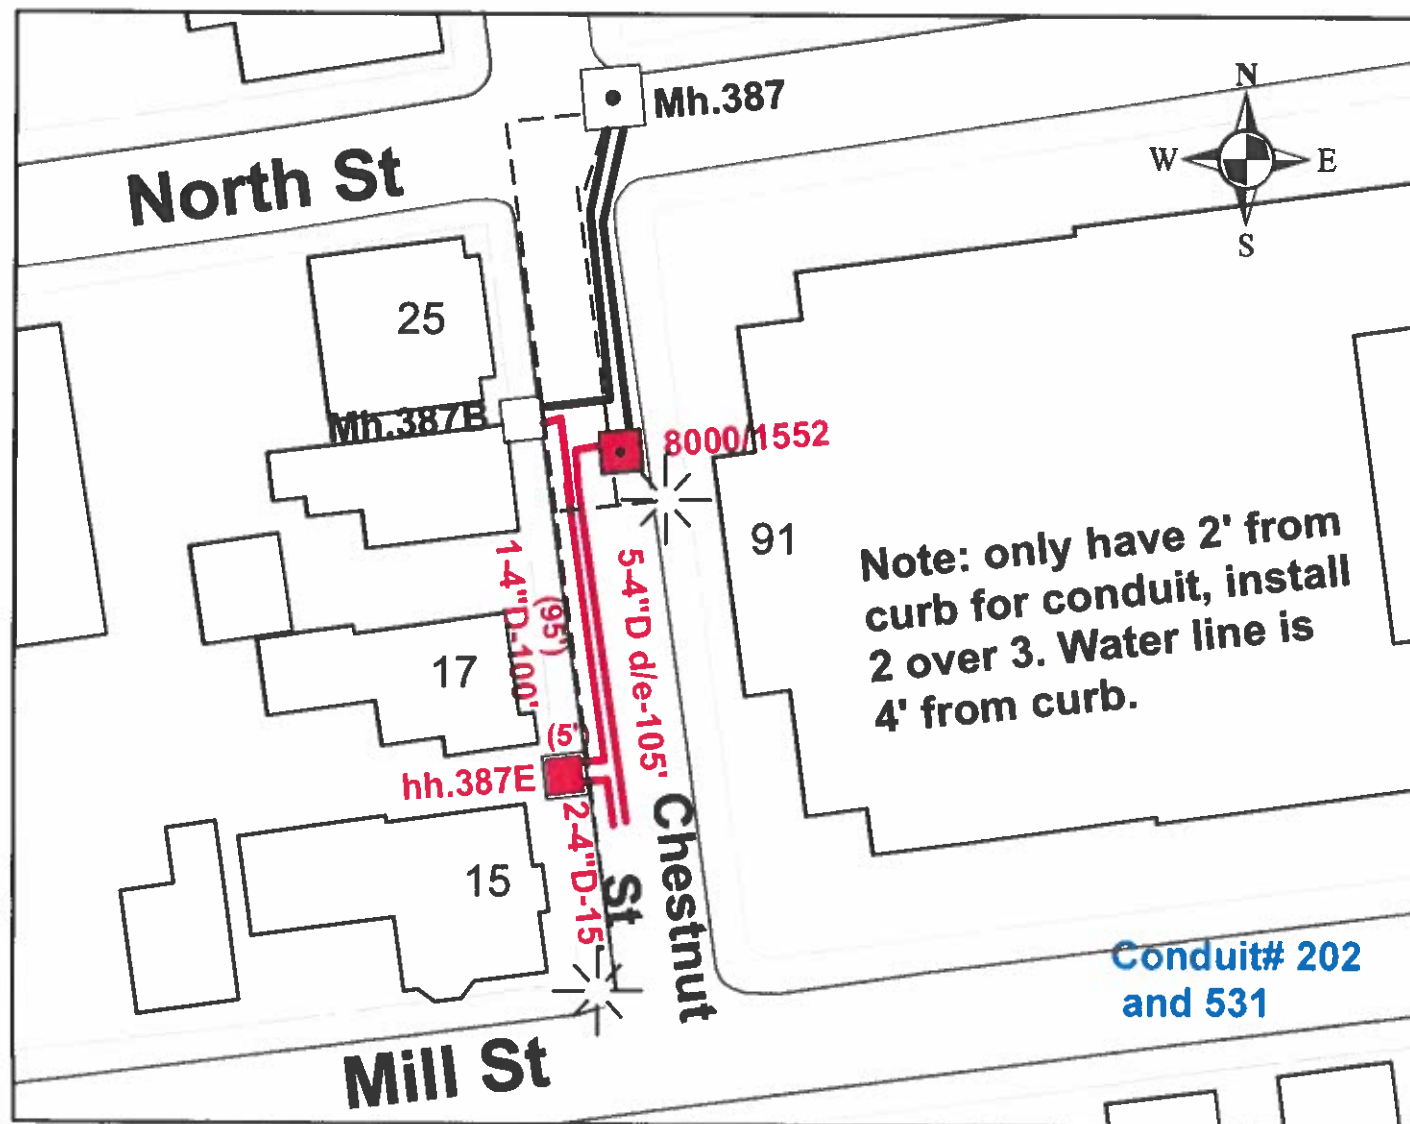 N
Mh.387
W
E
North St
S
25
Mh.387B
8000/1552
91
Note: only have 2' from
curb for conduit, install
2 over 3. Water line is
4' from curb.
1-4"D-100'
(95')
5-4"D d/e-105'
17
(5')
hh.387E
2-4"D-15
Chestnut
St
15
Conduit# 202
and 531
Mill St